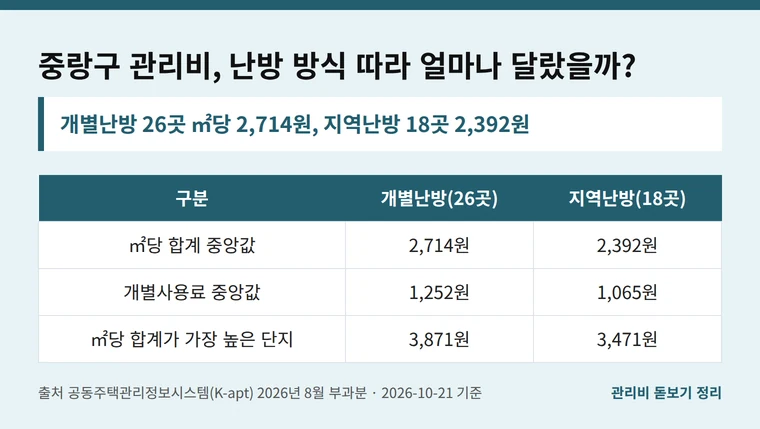 중랑구 관리비, 난방 방식 따라 얼마나 달랐을까?
개별난방 26곳 ㎡당 2,714원, 지역난방 18곳 2,392원
구분 개별난방(26곳) 지역난방(18곳)
㎡당 합계 중앙값 2,714원 2,392원
개별사용료 중앙값 1,252원 1,065원
㎡당 합계가 가장 높은 단지 3,871원 3,471원
출처 공동주택관리정보시스템(K-apt) 2026년 8월 부과분 · 2026-10-21 기준 관리비 돋보기 정리